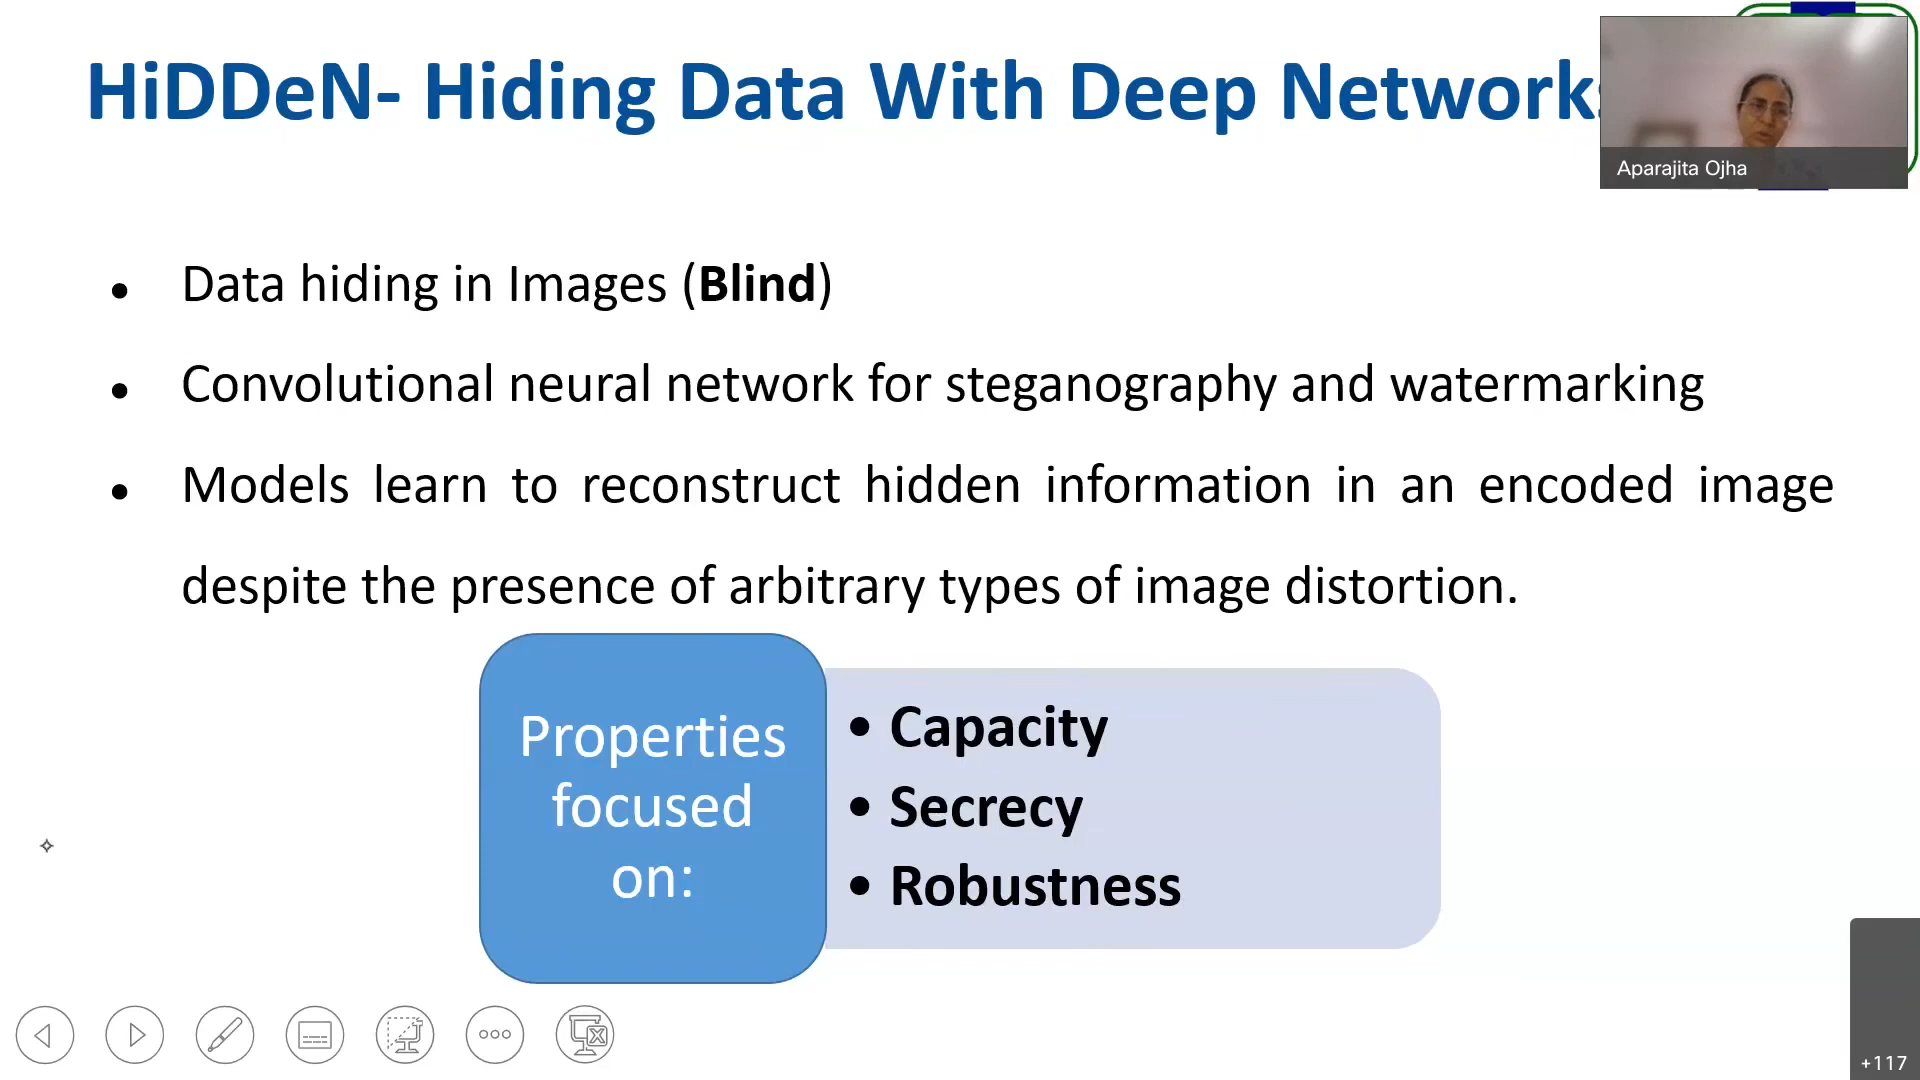 HiDDeN- Hiding Data With Deep Networks
Aparajita Ojha
• Data hiding in Images (Blind)
• Convolutional neural network for steganography and watermarking
• Models learn to reconstruct hidden information in an encoded image
despite the presence of arbitrary types of image distortion.
Properties
focused
on:
• Capacity
• Secrecy
• Robustness
+117